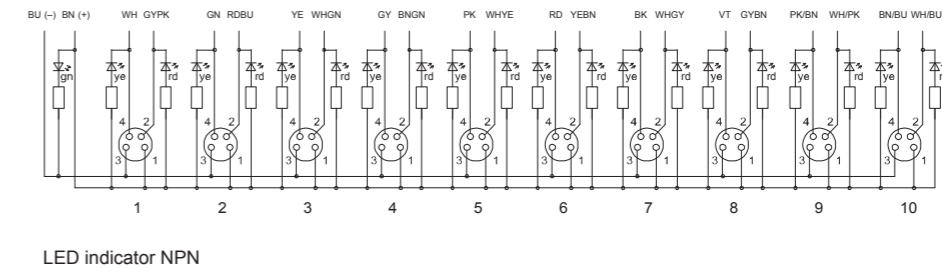 BU (–) BN (+) WH GYPK GN RDBU YE WHGN GY BNGN PK WHYE RD YEBN BK WHGY VT GYBN PK/BN WH/PK BN/BU WH/BU
gn ye rd ye rd ye rd ye rd ye rd ye rd ye rd ye rd ye rd ye
4 2 4 2 4 2 4 2 4 2 4 2 4 2 4 2 4 2 4 2
3 1 3 1 3 1 3 1 3 1 3 1 3 1 3 1 3 1 3 1
1 2 3 4 5 6 7 8 9 10
LED indicator NPN